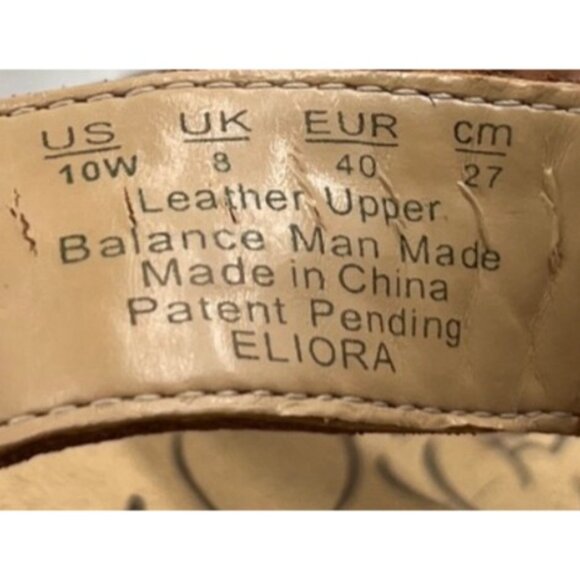 US UK EUR cm
10W 8 40 27
Leather Upper
Balance Man Made
Made in China
Patent Pending
ELIORA